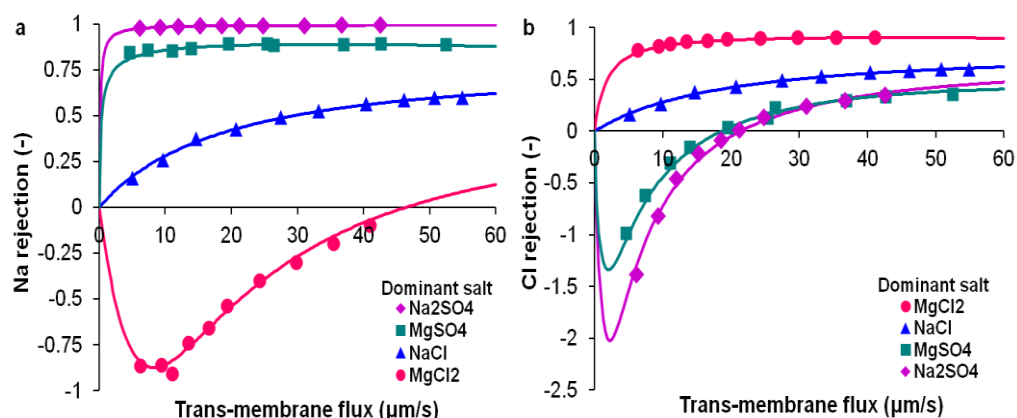 a
1
0.75
0.5
0.25
0
-0.25
-0.5
-0.75
-1
0 10 20 30 40 50 60
Na rejection (–)
Trans-membrane flux (µm/s)
Dominant salt
Na2SO4
MgSO4
NaCl
MgCl2
b
1
0.5
0
-0.5
-1
-1.5
-2
-2.5
0 10 20 30 40 50 60
Cl rejection (–)
Trans-membrane flux (µm/s)
Dominant salt
MgCl2
NaCl
MgSO4
Na2SO4